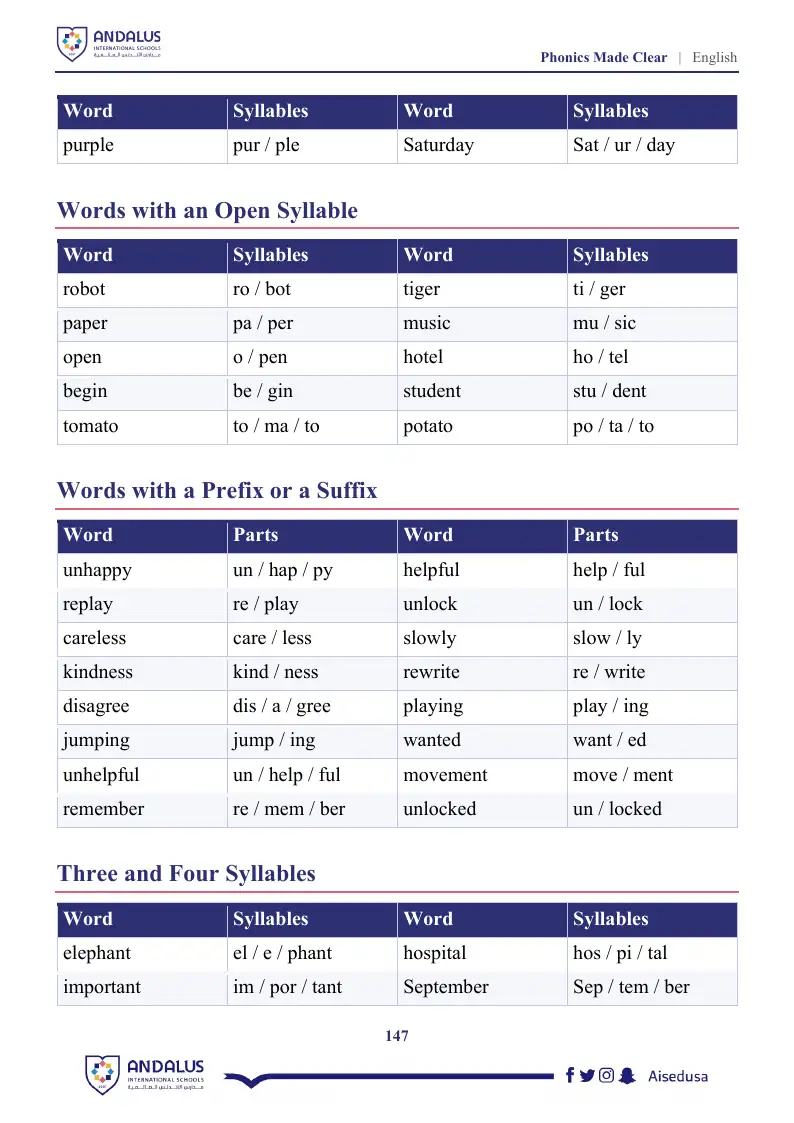 ANDALUS
INTERNATIONAL SCHOOLS
مدارس الأندلس العالمية
Phonics Made Clear | English
Word Syllables Word Syllables
purple pur / ple Saturday Sat / ur / day
Words with an Open Syllable
Word Syllables Word Syllables
robot ro / bot tiger ti / ger
paper pa / per music mu / sic
open o / pen hotel ho / tel
begin be / gin student stu / dent
tomato to / ma / to potato po / ta / to
Words with a Prefix or a Suffix
Word Parts Word Parts
unhappy un / hap / py helpful help / ful
replay re / play unlock un / lock
careless care / less slowly slow / ly
kindness kind / ness rewrite re / write
disagree dis / a / gree playing play / ing
jumping jump / ing wanted want / ed
unhelpful un / help / ful movement move / ment
remember re / mem / ber unlocked un / locked
Three and Four Syllables
Word Syllables Word Syllables
elephant el / e / phant hospital hos / pi / tal
important im / por / tant September Sep / tem / ber
147
ANDALUS
INTERNATIONAL SCHOOLS
مدارس الأندلس العالمية
Aisedusa